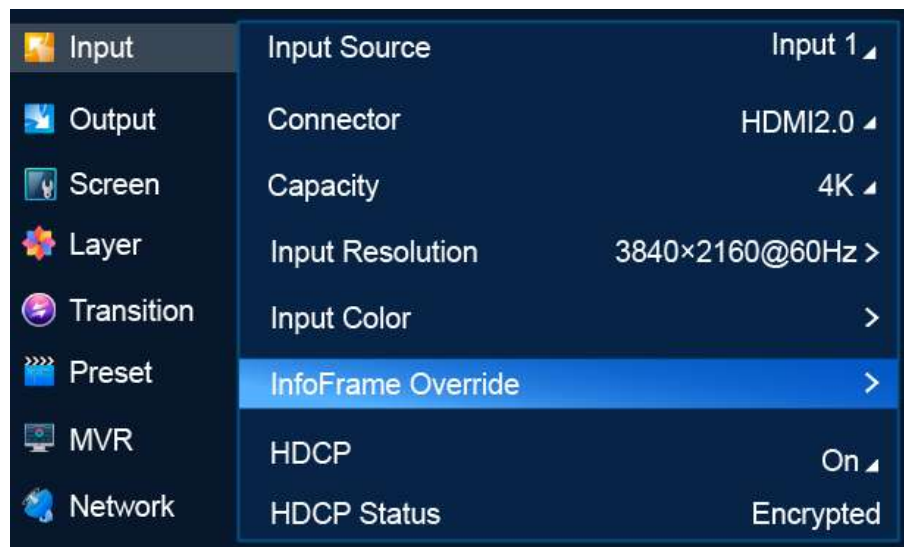 Input
Output
Screen
Layer
Transition
Preset
MVR
Network
Input Source Input 1
Connector HDMI2.0
Capacity 4K
Input Resolution 3840×2160@60Hz >
Input Color >
InfoFrame Override >
HDCP On
HDCP Status Encrypted